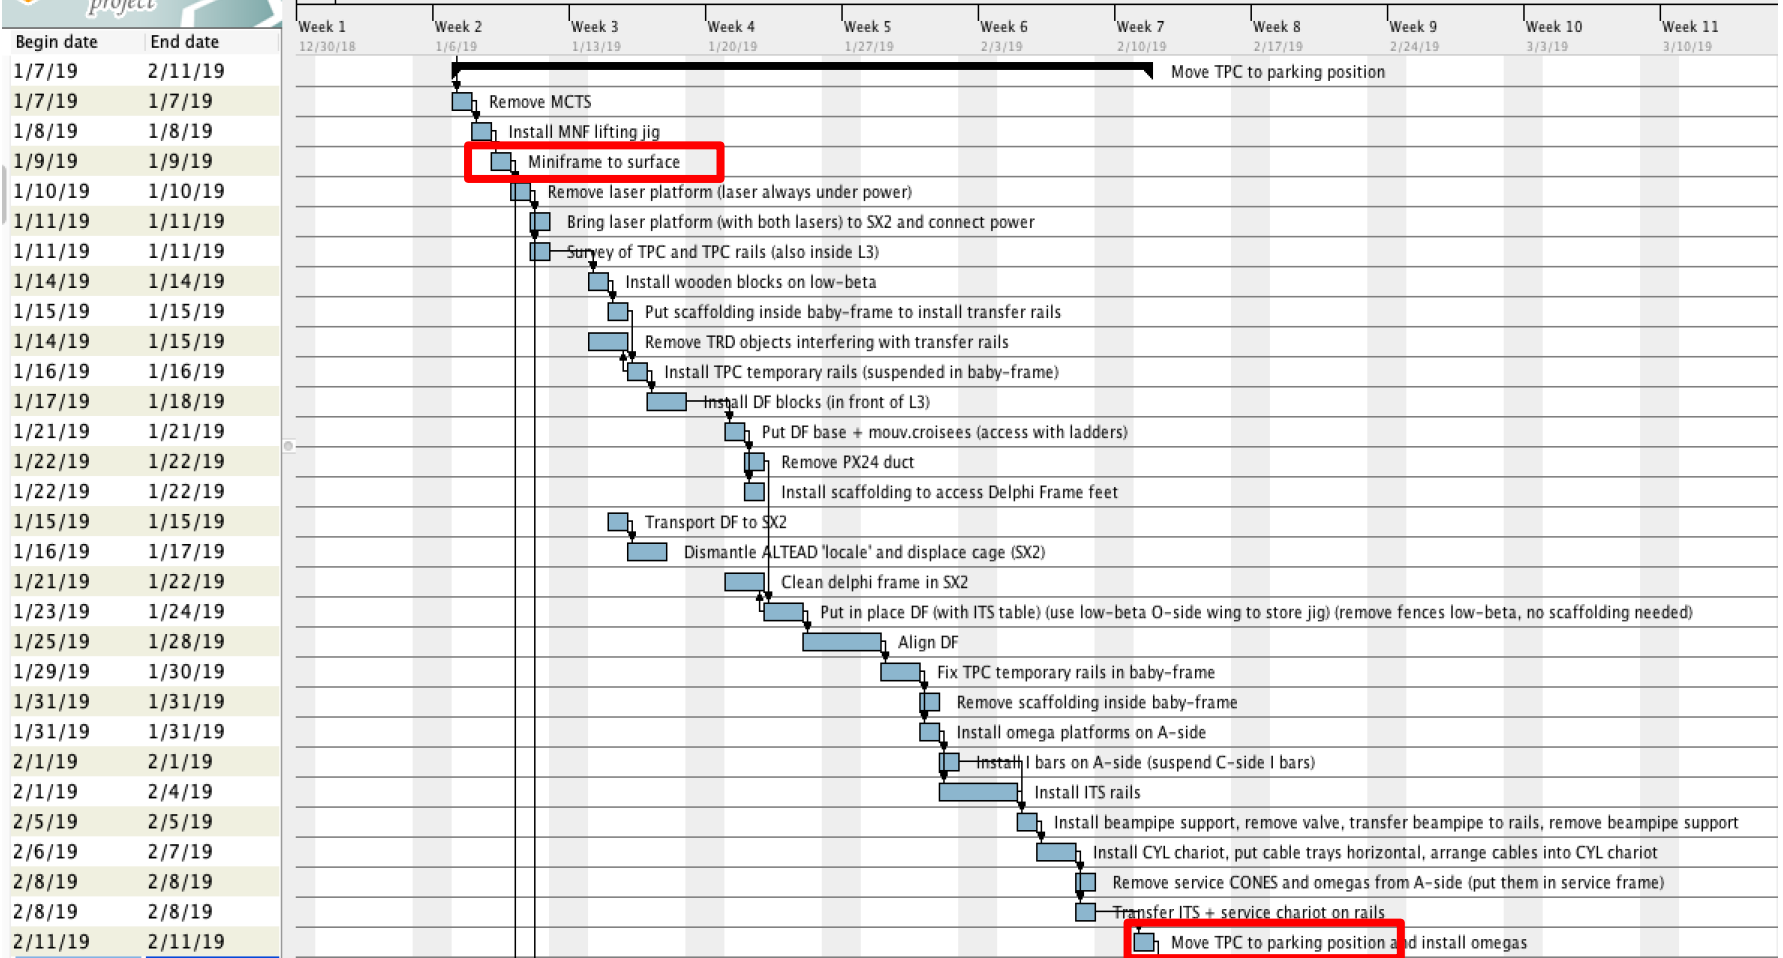 project
Week 1 Week 2 Week 3 Week 4 Week 5 Week 6 Week 7 Week 8 Week 9 Week 10 Week 11
Begin date End date 12/30/18 1/6/19 1/13/19 1/20/19 1/27/19 2/3/19 2/10/19 2/17/19 2/24/19 3/3/19 3/10/19
1/7/19 2/11/19 Move TPC to parking position
1/7/19 1/7/19 Remove MCTS
1/8/19 1/8/19 Install MNF lifting jig
1/9/19 1/9/19 Miniframe to surface
1/10/19 1/10/19 Remove laser platform (laser always under power)
1/11/19 1/11/19 Bring laser platform (with both lasers) to SX2 and connect power
1/11/19 1/11/19 Survey of TPC and TPC rails (also inside L3)
1/14/19 1/14/19 Install wooden blocks on low-beta
1/15/19 1/15/19 Put scaffolding inside baby-frame to install transfer rails
1/14/19 1/15/19 Remove TRD objects interfering with transfer rails
1/16/19 1/16/19 Install TPC temporary rails (suspended in baby-frame)
1/17/19 1/18/19 Install DF blocks (in front of L3)
1/21/19 1/21/19 Put DF base + mouv.croisees (access with ladders)
1/22/19 1/22/19 Remove PX24 duct
1/22/19 1/22/19 Install scaffolding to access Delphi Frame feet
1/15/19 1/15/19 Transport DF to SX2
1/16/19 1/17/19 Dismantle ALTEAD 'locale' and displace cage (SX2)
1/21/19 1/22/19 Clean delphi frame in SX2
1/23/19 1/24/19 Put in place DF (with ITS table) (use low-beta O-side wing to store jig) (remove fences low-beta, no scaffolding needed)
1/25/19 1/28/19 Align DF
1/29/19 1/30/19 Fix TPC temporary rails in baby-frame
1/31/19 1/31/19 Remove scaffolding inside baby-frame
1/31/19 1/31/19 Install omega platforms on A-side
2/1/19 2/1/19 Install I bars on A-side (suspend C-side I bars)
2/1/19 2/4/19 Install ITS rails
2/5/19 2/5/19 Install beampipe support, remove valve, transfer beampipe to rails, remove beampipe support
2/6/19 2/7/19 Install CYL chariot, put cable trays horizontal, arrange cables into CYL chariot
2/8/19 2/8/19 Remove service CONES and omegas from A-side (put them in service frame)
2/8/19 2/8/19 Transfer ITS + service chariot on rails
2/11/19 2/11/19 Move TPC to parking position and install omegas